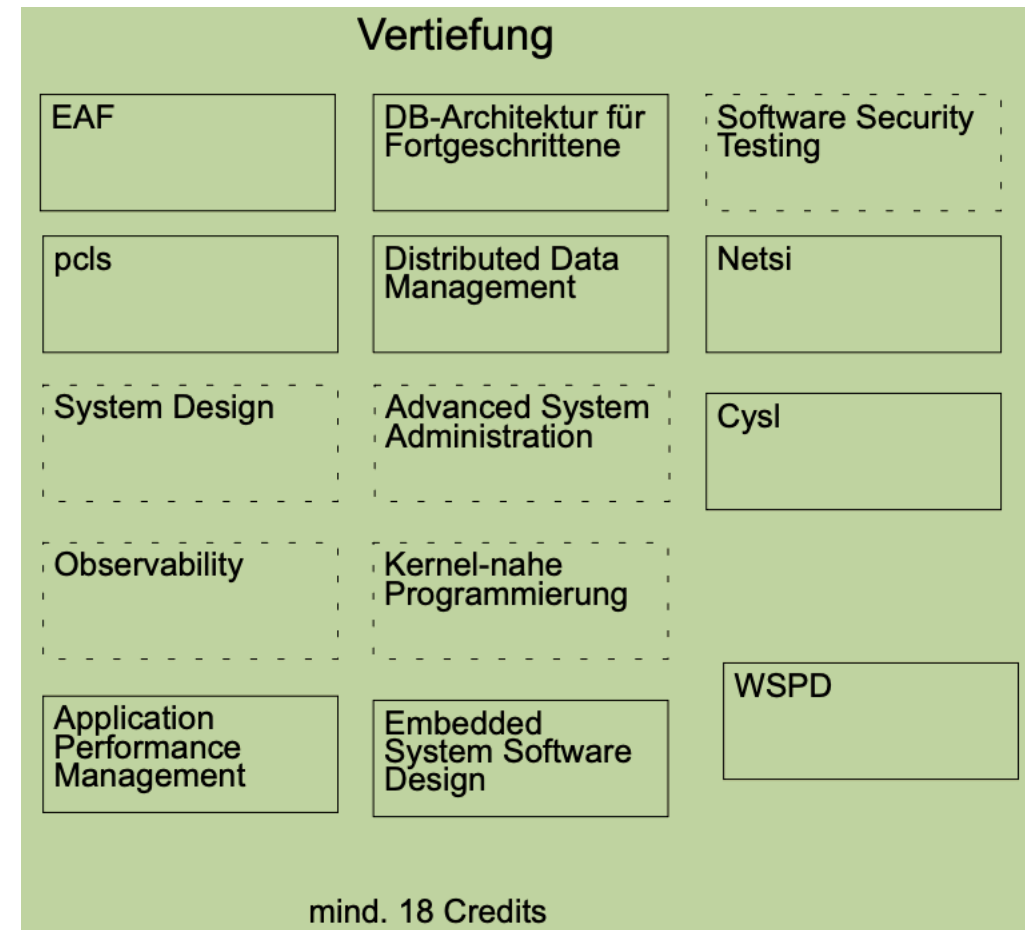 Vertiefung
EAF
DB-Architektur für
Fortgeschrittene
Software Security
Testing
pcls
Distributed Data
Management
Netsi
System Design
Advanced System
Administration
Cysl
Observability
Kernel-nahe
Programmierung
WSPD
Application
Performance
Management
Embedded
System Software
Design
mind. 18 Credits